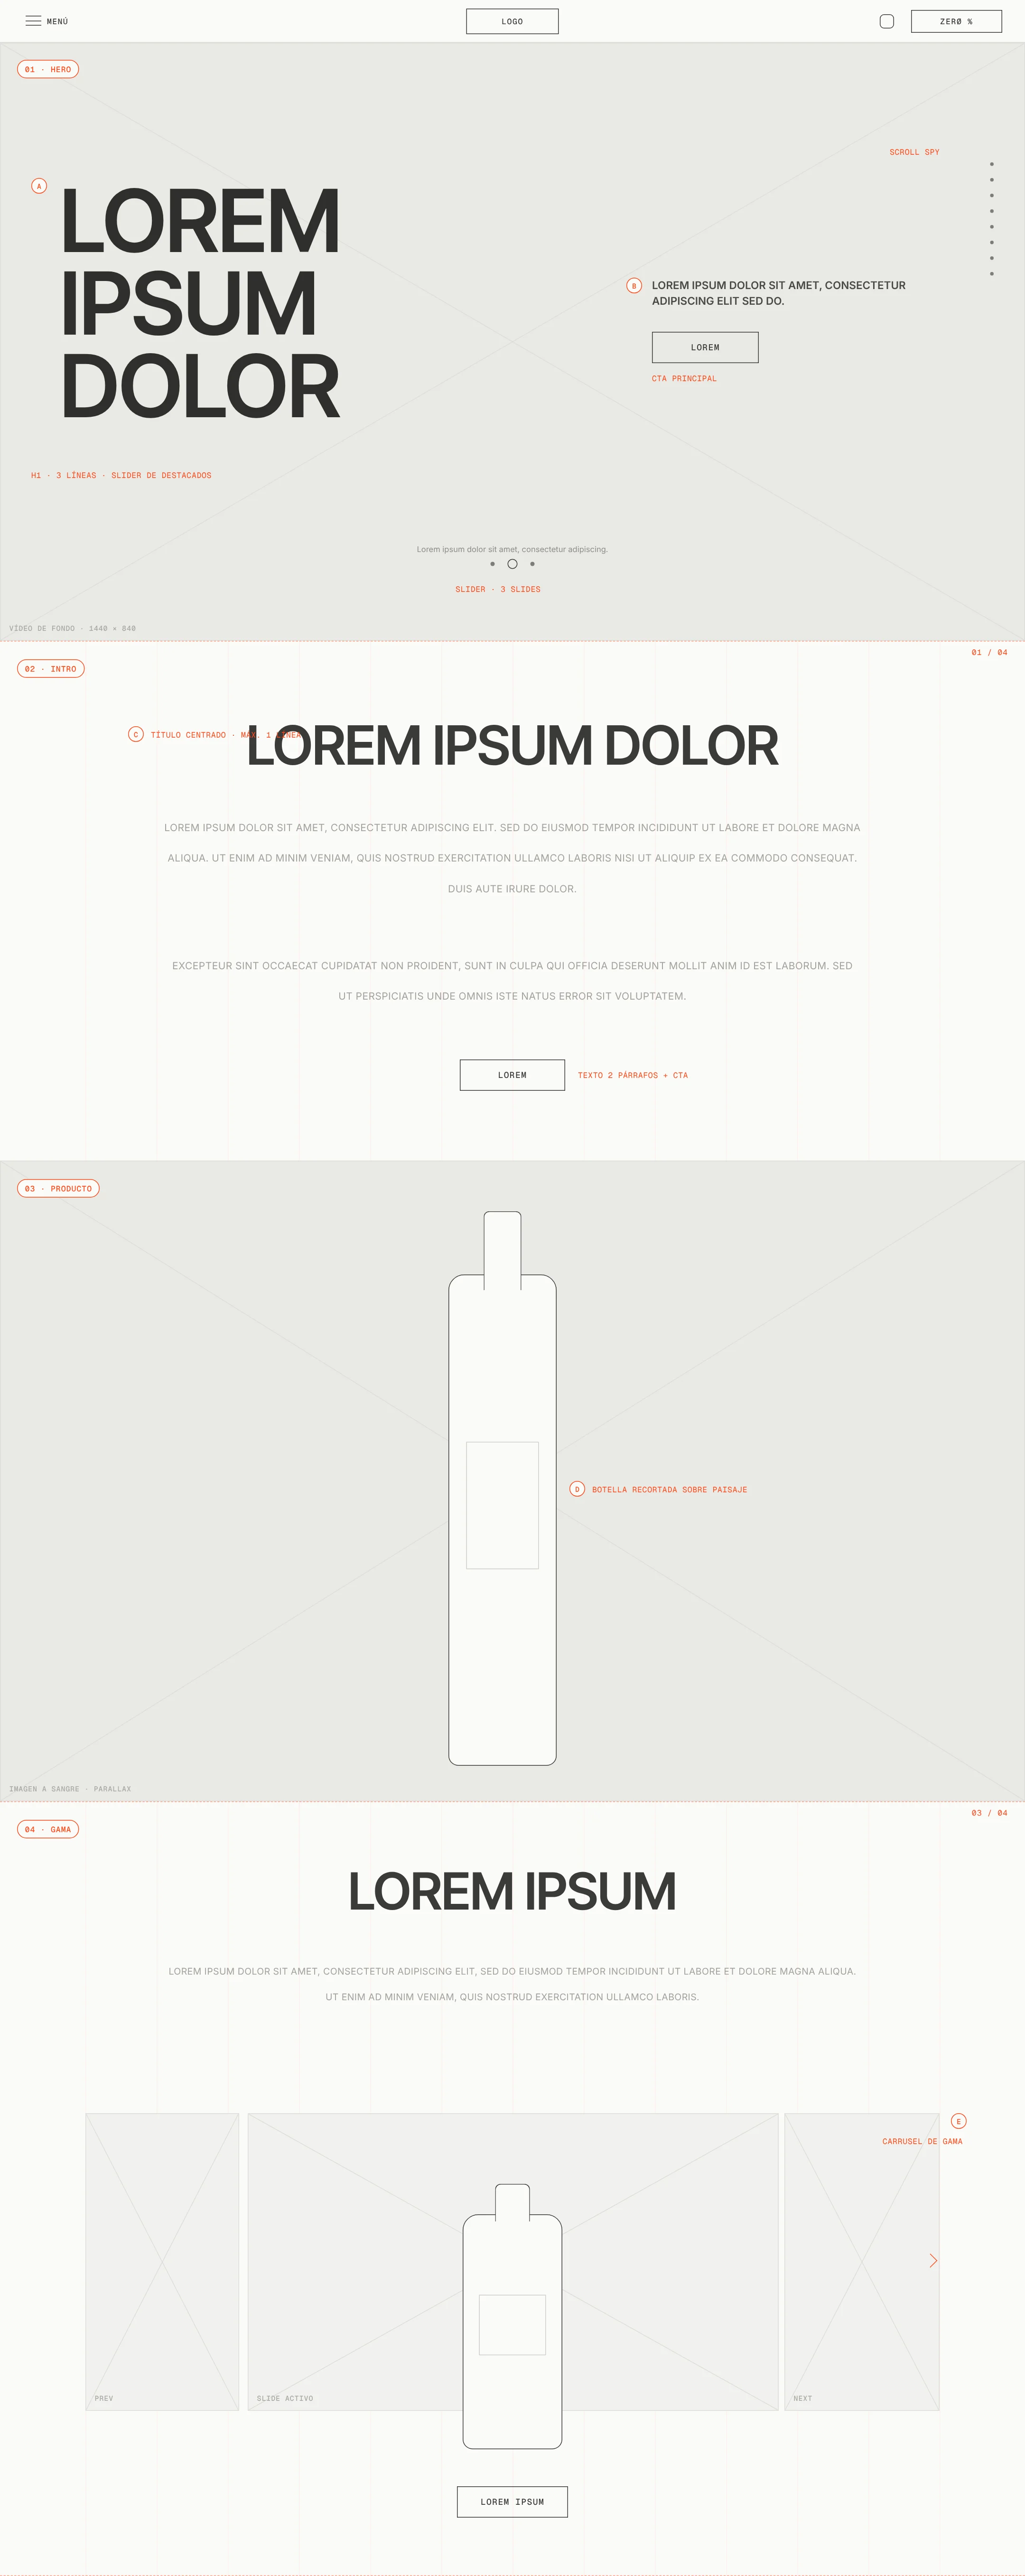 MENÚ
LOGO
ZERØ %
01 · HERO
SCROLL SPY
A
LOREM
IPSUM
DOLOR
B
LOREM IPSUM DOLOR SIT AMET, CONSECTETUR
ADIPISCING ELIT SED DO.
LOREM
CTA PRINCIPAL
H1 · 3 LÍNEAS · SLIDER DE DESTACADOS
Lorem ipsum dolor sit amet, consectetur adipiscing.
SLIDER · 3 SLIDES
VÍDEO DE FONDO · 1440 × 840
01 / 04
02 · INTRO
C
TÍTULO CENTRADO · MÁX. 1 LÍNEA
LOREM IPSUM DOLOR
LOREM IPSUM DOLOR SIT AMET, CONSECTETUR ADIPISCING ELIT. SED DO EIUSMOD TEMPOR INCIDIDUNT UT LABORE ET DOLORE MAGNA
ALIQUA. UT ENIM AD MINIM VENIAM, QUIS NOSTRUD EXERCITATION ULLAMCO LABORIS NISI UT ALIQUIP EX EA COMMODO CONSEQUAT.
DUIS AUTE IRURE DOLOR.
EXCEPTEUR SINT OCCAECAT CUPIDATAT NON PROIDENT, SUNT IN CULPA QUI OFFICIA DESERUNT MOLLIT ANIM ID EST LABORUM. SED
UT PERSPICIATIS UNDE OMNIS ISTE NATUS ERROR SIT VOLUPTATEM.
LOREM
TEXTO 2 PÁRRAFOS + CTA
03 · PRODUCTO
D
BOTELLA RECORTADA SOBRE PAISAJE
IMAGEN A SANGRE · PARALLAX
03 / 04
04 · GAMA
LOREM IPSUM
LOREM IPSUM DOLOR SIT AMET, CONSECTETUR ADIPISCING ELIT, SED DO EIUSMOD TEMPOR INCIDIDUNT UT LABORE ET DOLORE MAGNA ALIQUA.
UT ENIM AD MINIM VENIAM, QUIS NOSTRUD EXERCITATION ULLAMCO LABORIS.
E
CARRUSEL DE GAMA
PREV
SLIDE ACTIVO
NEXT
LOREM IPSUM